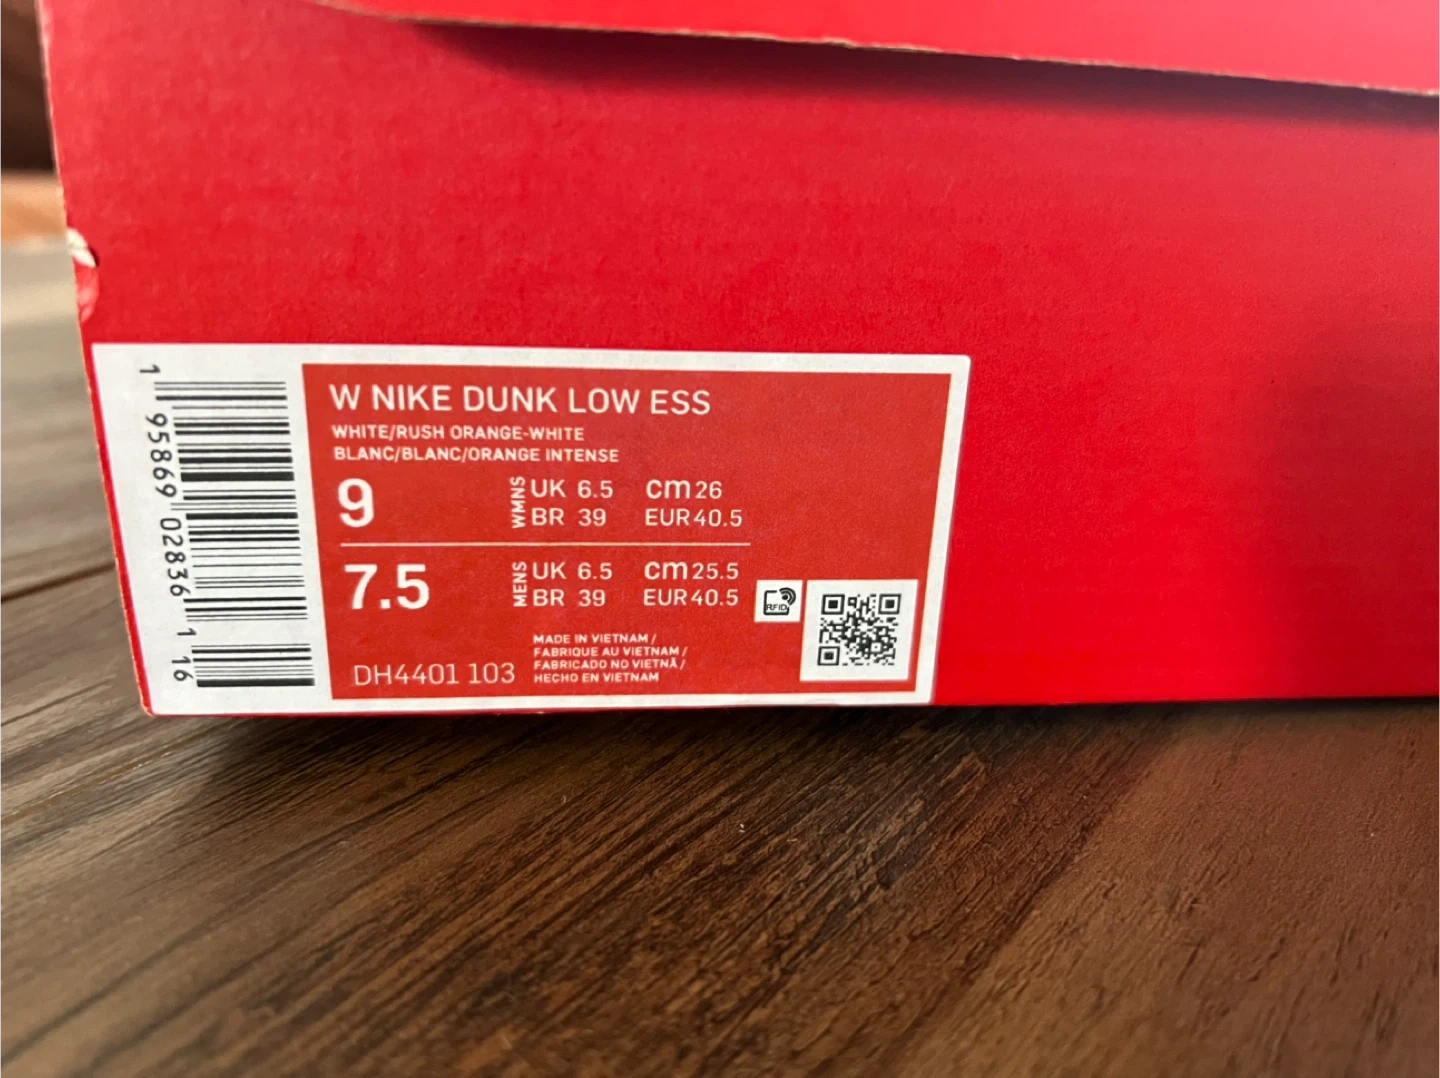 W NIKE DUNK LOW ESS
WHITE/RUSH ORANGE-WHITE
BLANC/BLANC/ORANGE INTENSE
9 WMNS UK 6.5 cm 26
BR 39 EUR 40.5
7.5 MENS UK 6.5 cm 25.5
BR 39 EUR 40.5
MADE IN VIETNAM /
FABRIQUE AU VIETNAM /
FABRICADO NO VIETNÃ /
HECHO EN VIETNAM
DH4401 103
RFID
1 95869 02836 1 16